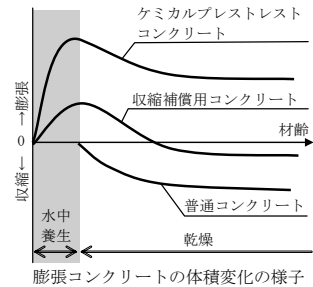 ケミカルプレストレスト
コンクリート
収縮補償用コンクリート
材齢
収縮← 0 →膨張
普通コンクリート
水中
養生
乾燥
膨張コンクリートの体積変化の様子